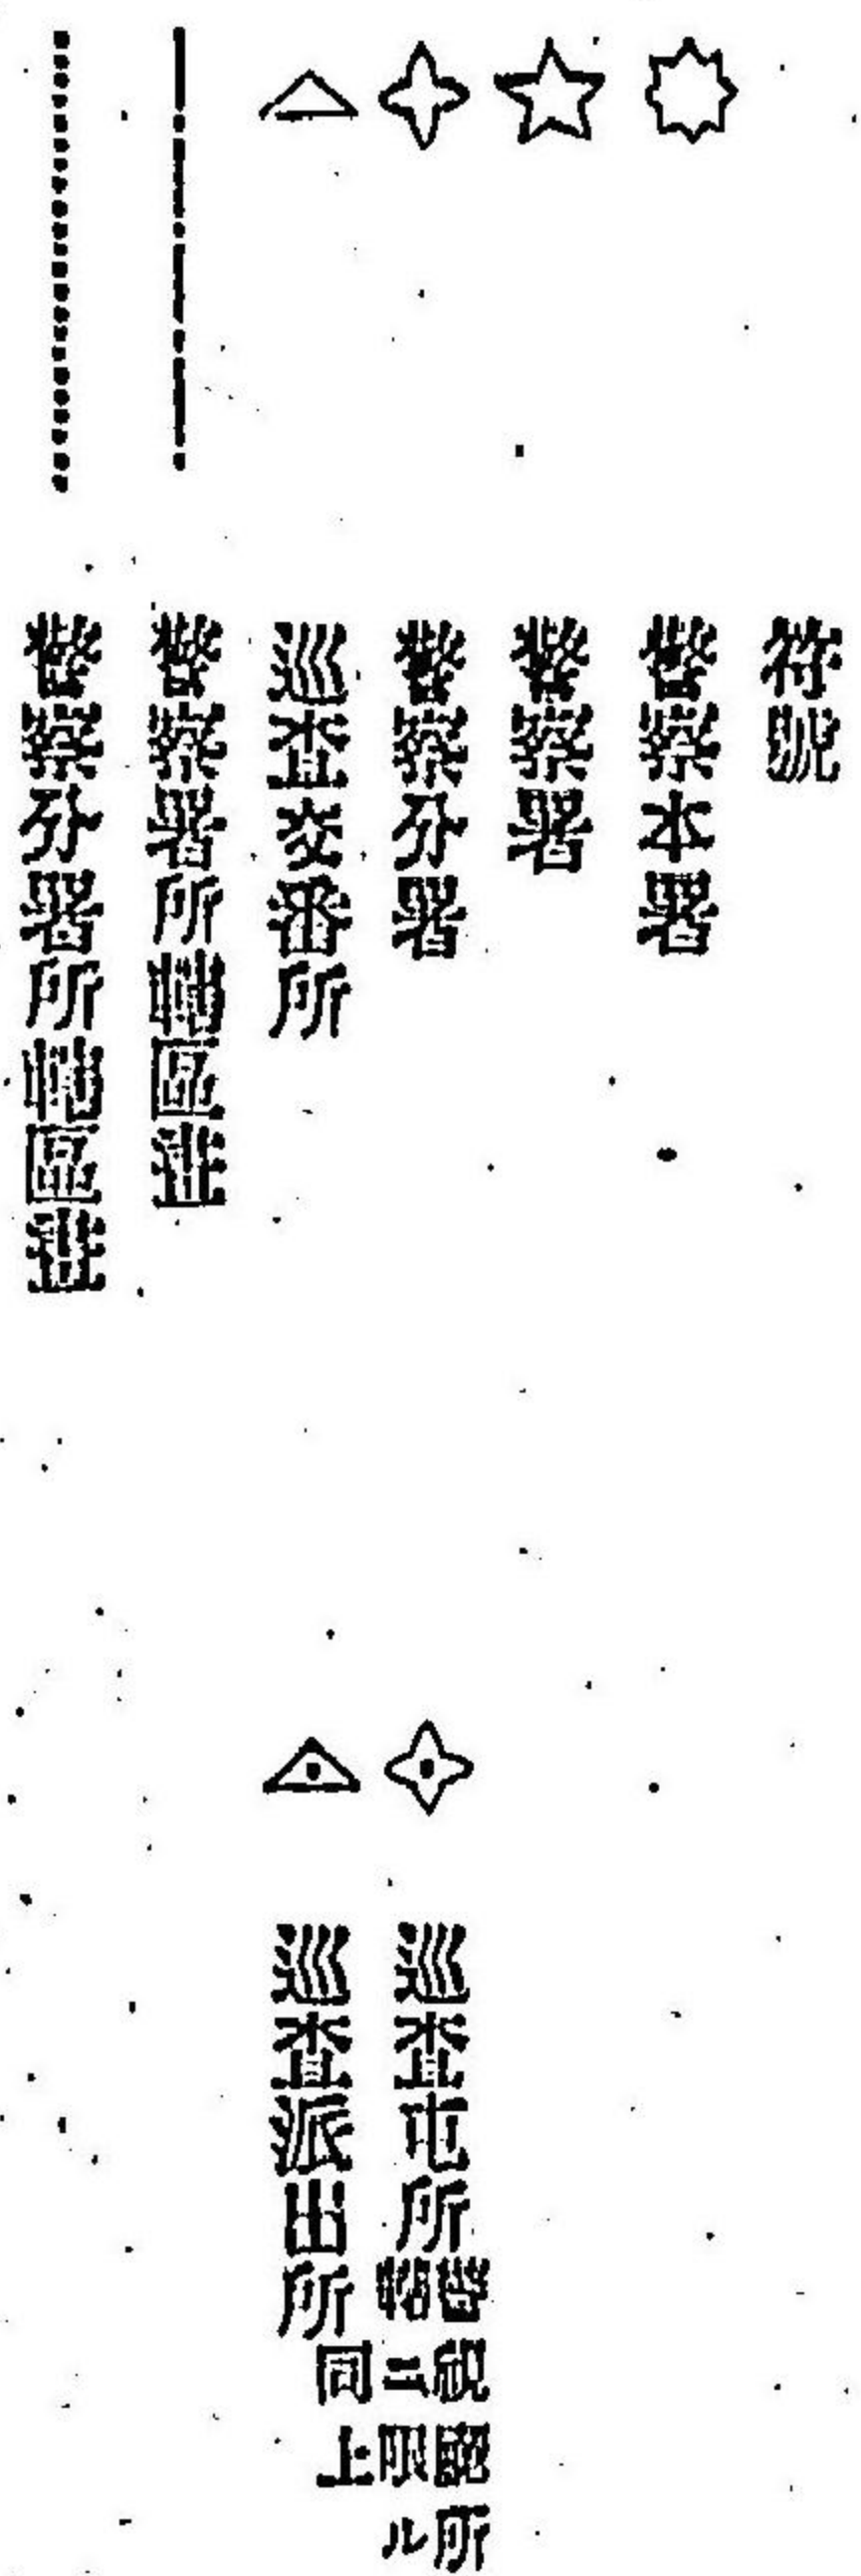 符號
警察本署
警察署
警察分署
巡査交番所
警察署所轄區畫
警察分署所轄區畫
巡査屯所
警視廳所
轄ニ限ル
巡査派出所
同上